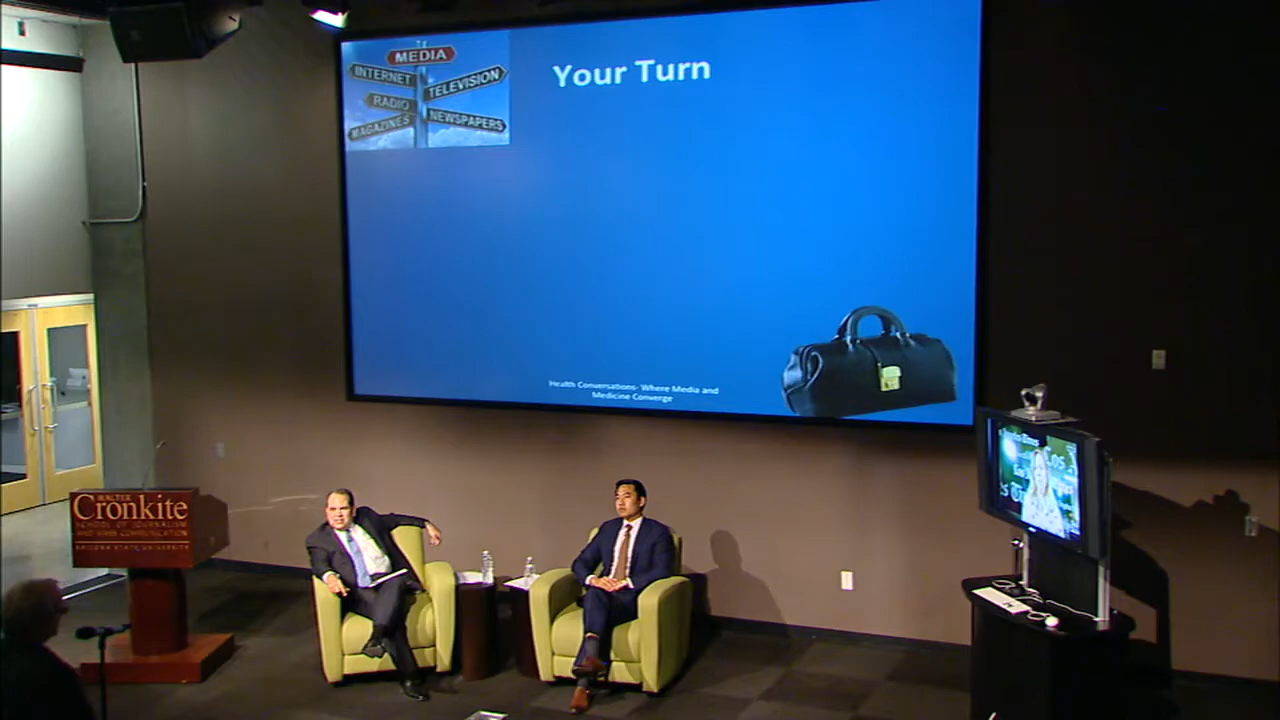 MEDIA
INTERNET
TELEVISION
RADIO
MAGAZINES
NEWSPAPERS
Your Turn
Health Conversations- Where Media and
Medicine Converge
WALTER
Cronkite
SCHOOL OF JOURNALISM
AND MASS COMMUNICATION
ARIZONA STATE UNIVERSITY